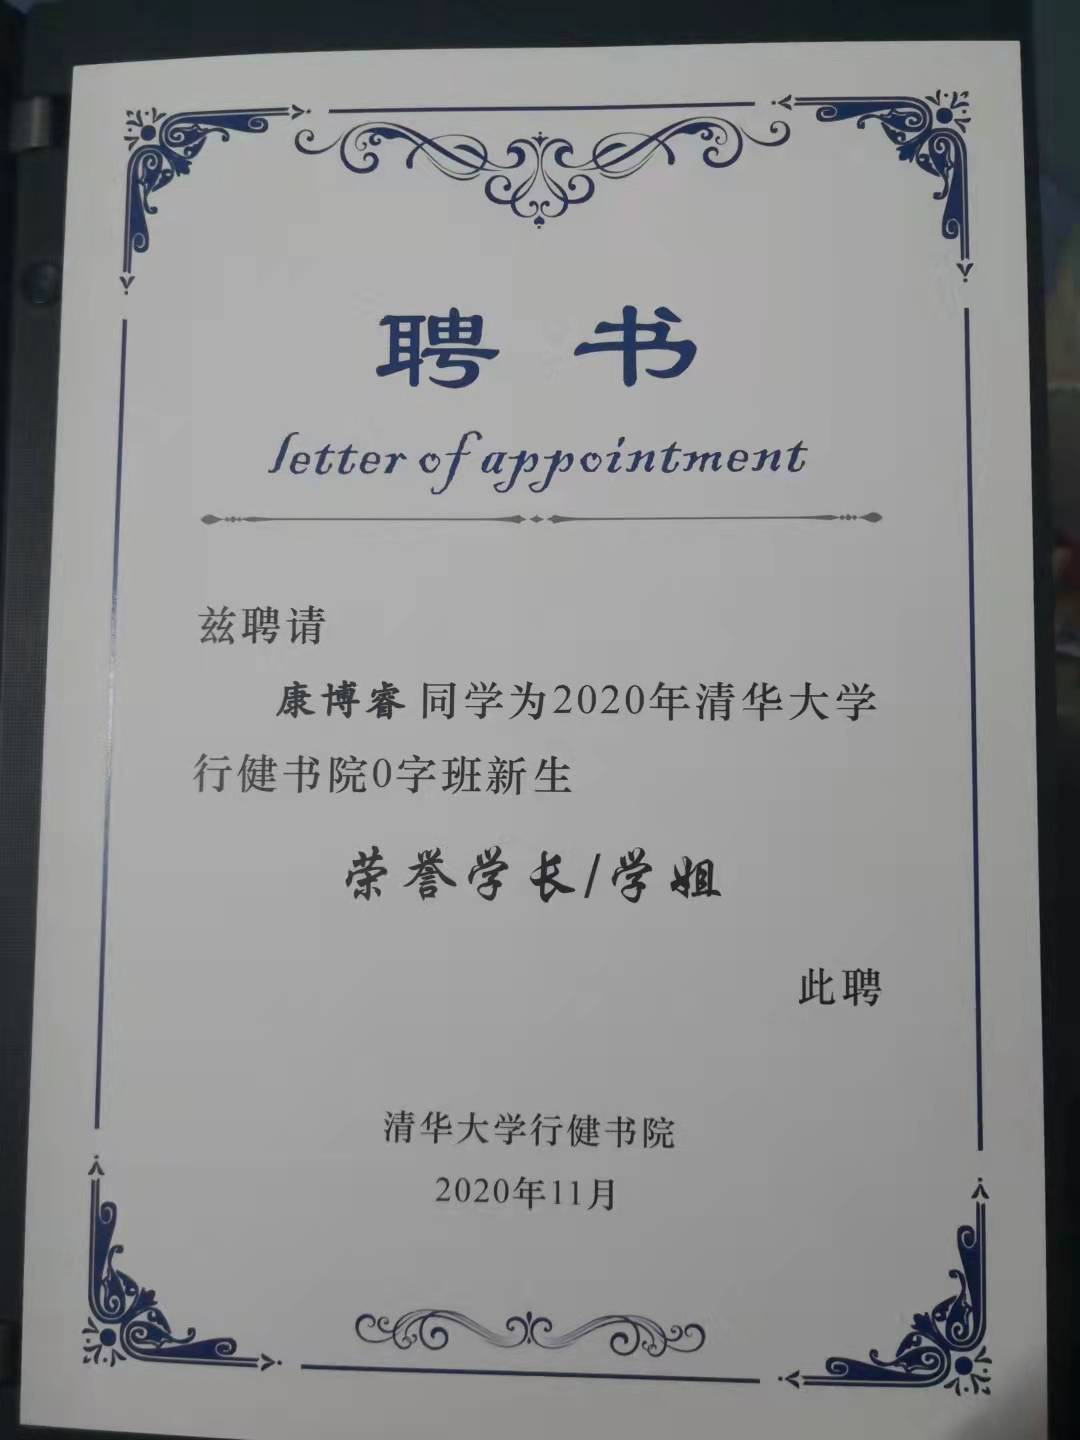 聘书
letter of appointment
兹聘请
康博睿同学为2020年清华大学
行健书院0字班新生
荣誉学长/学姐
此聘
清华大学行健书院
2020年11月